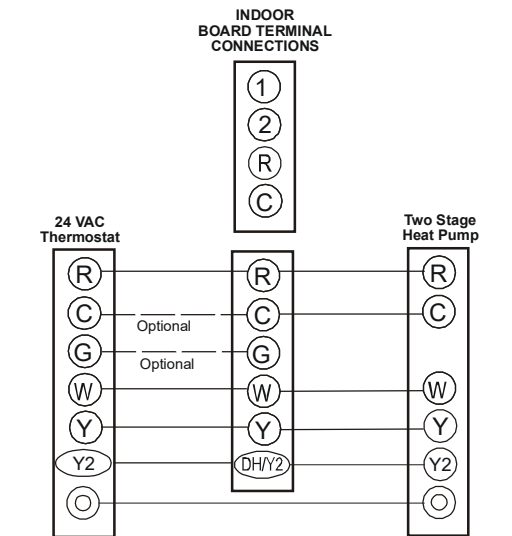 INDOOR
BOARD TERMINAL
CONNECTIONS
1
2
R
C
24 VAC
Thermostat
Two Stage
Heat Pump
R R R
C Optional C C
G Optional G
W W W
Y Y Y
Y2 DH/Y2 Y2
O O